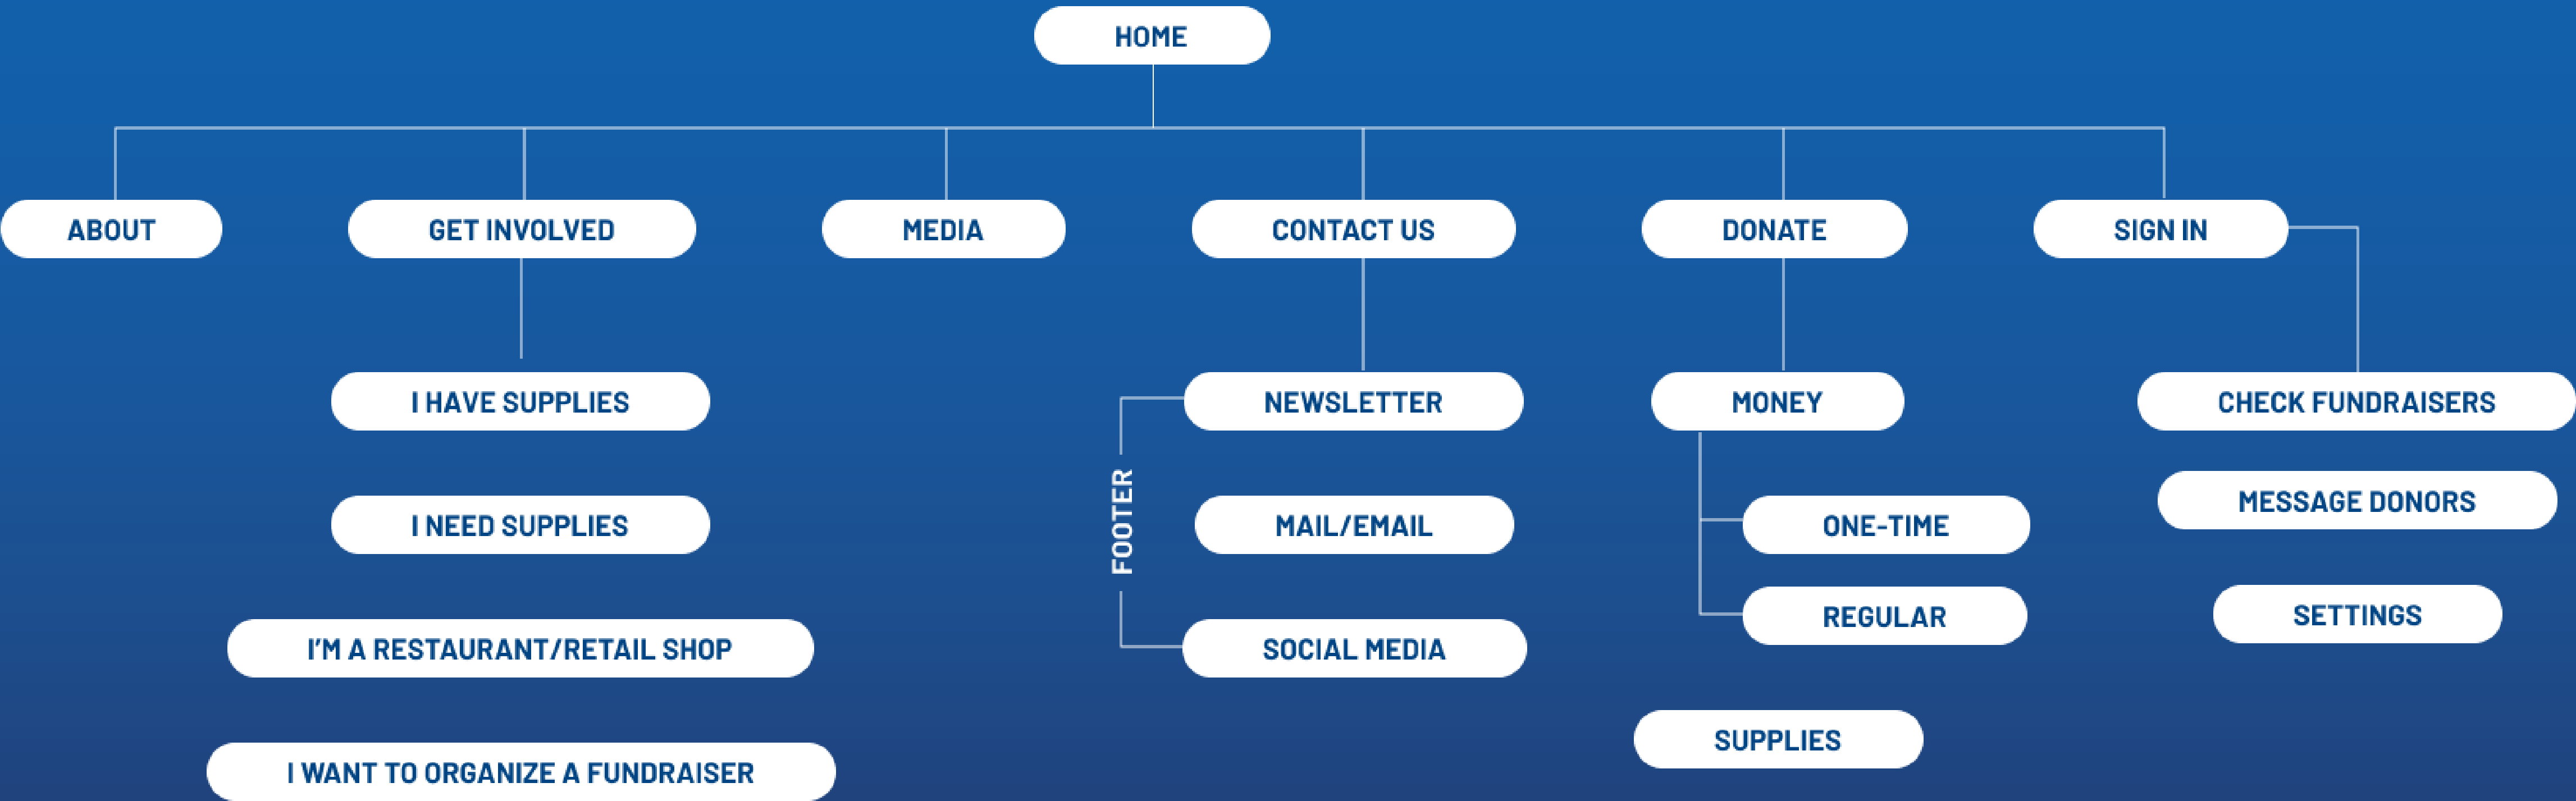 HOME
ABOUT
GET INVOLVED
MEDIA
CONTACT US
DONATE
SIGN IN
I HAVE SUPPLIES
I NEED SUPPLIES
I'M A RESTAURANT/RETAIL SHOP
I WANT TO ORGANIZE A FUNDRAISER
FOOTER
NEWSLETTER
MAIL/EMAIL
SOCIAL MEDIA
MONEY
ONE-TIME
REGULAR
SUPPLIES
CHECK FUNDRAISERS
MESSAGE DONORS
SETTINGS